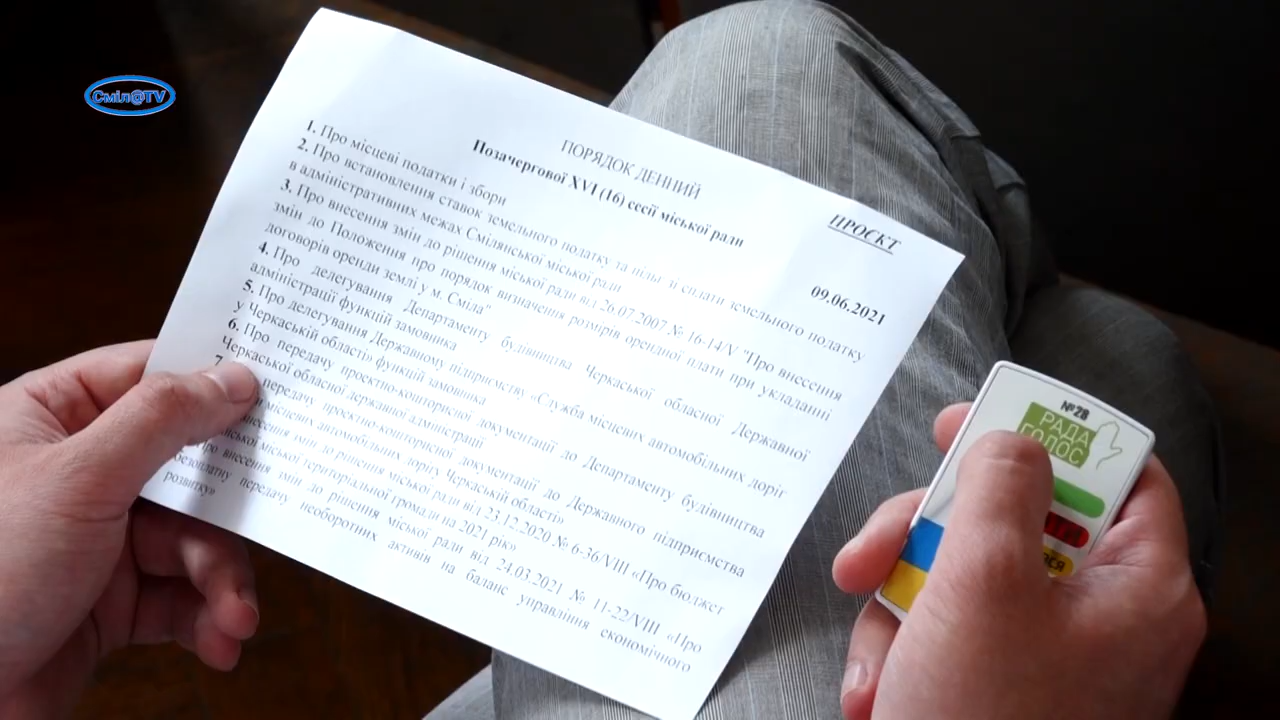 Сміл@TV
ПРОЄКТ
ПОРЯДОК ДЕННИЙ
Позачергової XVI (16) сесії міської ради
09.06.2021
1. Про місцеві податки і збори
2. Про встановлення ставок земельного податку та пільг зі сплати земельного податку
в адміністративних межах Смілянської міської ради
3. Про внесення змін до рішення міської ради від 26.07.2007 № 16-14/V "Про внесення
змін до Положення про порядок визначення розмірів орендної плати при укладанні
договорів оренди землі у м. Сміла"
4. Про делегування Департаменту будівництва Черкаської обласної Державної
адміністрації функцій замовника
5. Про делегування Державному підприємству «Служба місцевих автомобільних доріг
у Черкаській області» функцій замовника
6. Про передачу проектно-кошторисної документації до Департаменту будівництва
Черкаської обласної державної адміністрації
7 передачу проектно-кошторисної документації до Державного підприємства
місцевих автомобільних доріг Черкаській області»
внесення змін до рішення міської ради від 23.12.2020 № 6-36/VIII «Про бюджет
міської територіальної громади на 2021 рік»
Про внесення змін до рішення міської ради від 24.03.2021 № 11-22/VIII «Про
безоплатну передачу необоротних активів на баланс управління економічного
розвитку»
№28
РАДА
ГОЛОС